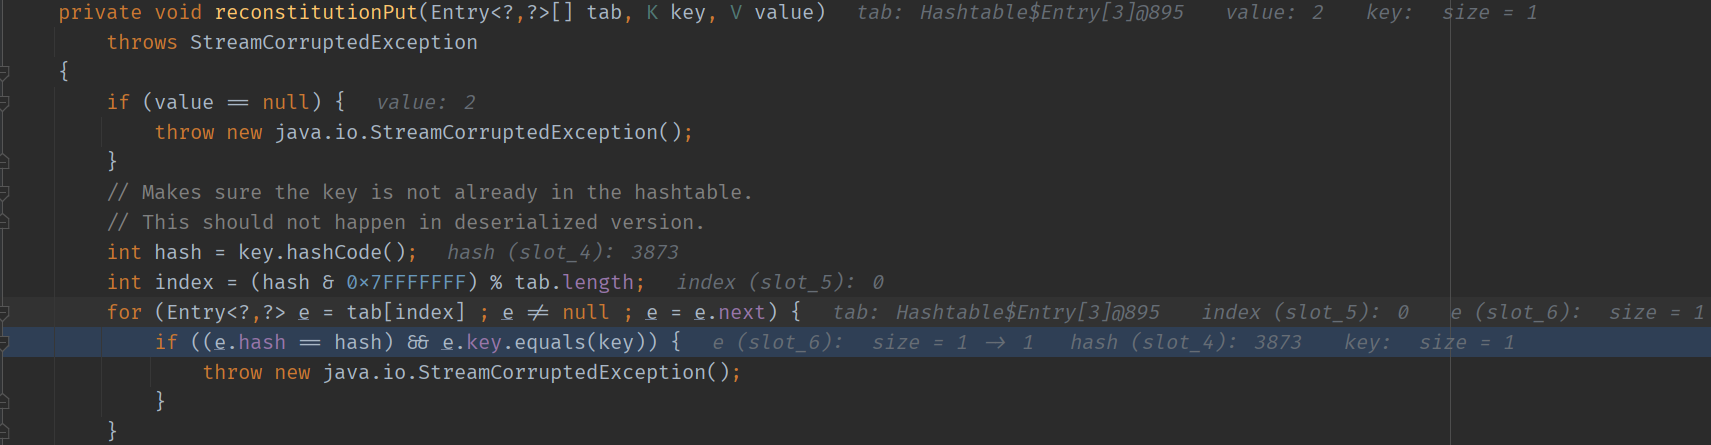 private void reconstitutionPut(Entry<?,?>[] tab, K key, V value)   tab: Hashtable$Entry[3]@895   value: 2   key:  size = 1
    throws StreamCorruptedException
{
    if (value == null) {   value: 2
        throw new java.io.StreamCorruptedException();
    }
    // Makes sure the key is not already in the hashtable.
    // This should not happen in deserialized version.
    int hash = key.hashCode();   hash (slot_4): 3873
    int index = (hash & 0x7FFFFFFF) % tab.length;   index (slot_5): 0
    for (Entry<?,?> e = tab[index] ; e != null ; e = e.next) {   tab: Hashtable$Entry[3]@895   index (slot_5): 0   e (slot_6):  size = 1
        if ((e.hash == hash) && e.key.equals(key)) {   e (slot_6):  size = 1 -> 1   hash (slot_4): 3873   key:  size = 1
            throw new java.io.StreamCorruptedException();
        }
    }